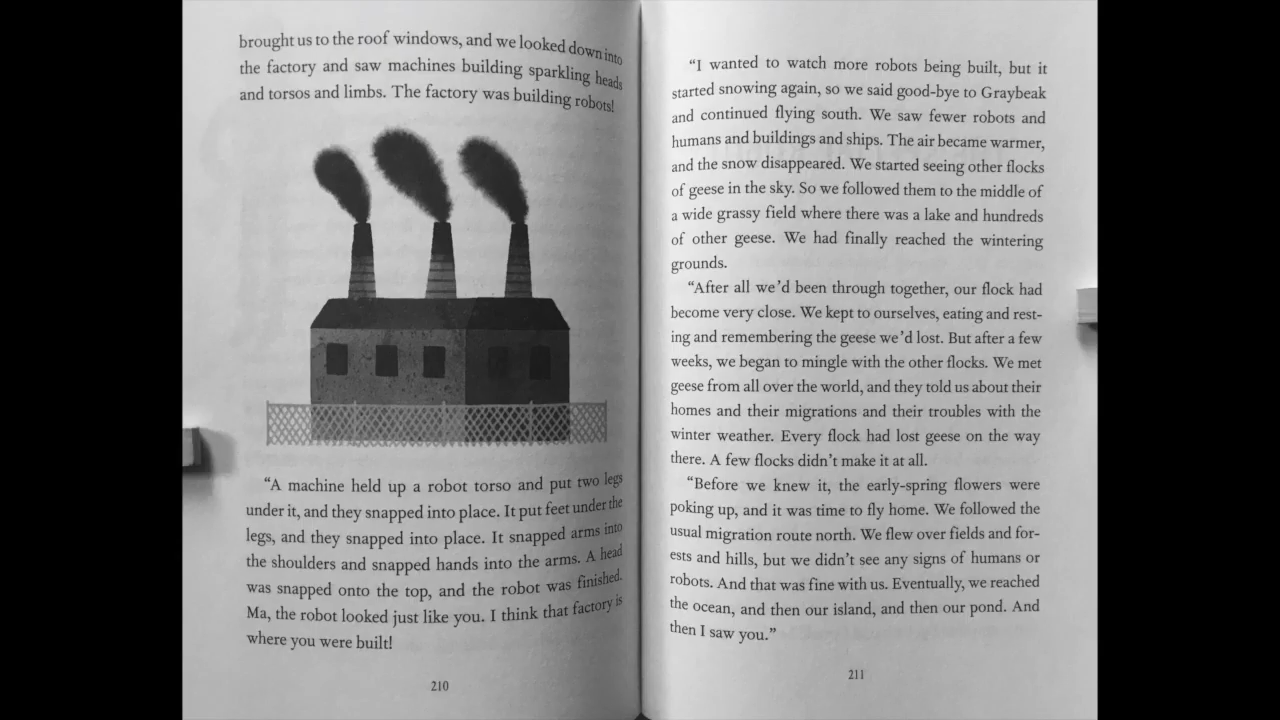 brought us to the roof windows, and we looked down into
the factory and saw machines building sparkling heads
and torsos and limbs. The factory was building robots!
“A machine held up a robot torso and put two legs
under it, and they snapped into place. It put feet under the
legs, and they snapped into place. It snapped arms into
the shoulders and snapped hands into the arms. A head
was snapped onto the top, and the robot was finished.
Ma, the robot looked just like you. I think that factory is
where you were built!
210
“I wanted to watch more robots being built, but it
started snowing again, so we said good-bye to Graybeak
and continued flying south. We saw fewer robots and
humans and buildings and ships. The air became warmer,
and the snow disappeared. We started seeing other flocks
of geese in the sky. So we followed them to the middle of
a wide grassy field where there was a lake and hundreds
of other geese. We had finally reached the wintering
grounds.
“After all we’d been through together, our flock had
become very close. We kept to ourselves, eating and rest-
ing and remembering the geese we’d lost. But after a few
weeks, we began to mingle with the other flocks. We met
geese from all over the world, and they told us about their
homes and their migrations and their troubles with the
winter weather. Every flock had lost geese on the way
there. A few flocks didn’t make it at all.
“Before we knew it, the early-spring flowers were
poking up, and it was time to fly home. We followed the
usual migration route north. We flew over fields and for-
ests and hills, but we didn’t see any signs of humans or
robots. And that was fine with us. Eventually, we reached
the ocean, and then our island, and then our pond. And
then I saw you.”
211